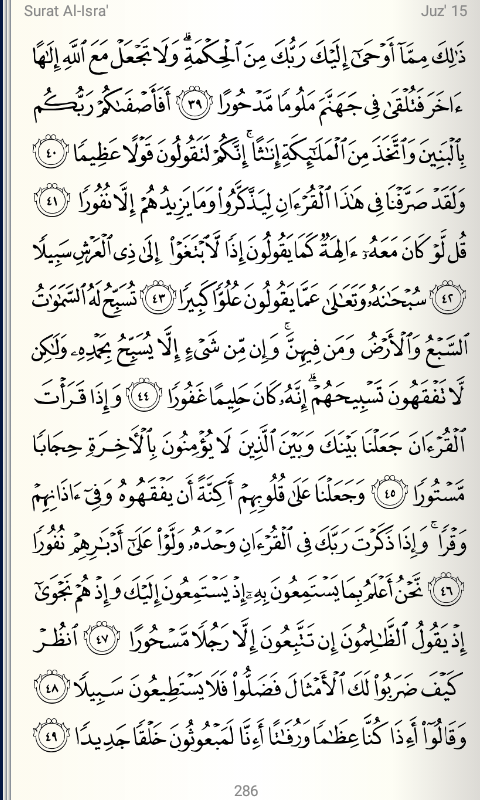 Surat Al-Isra' Juz' 15
ذَٰلِكَ مِمَّآ أَوْحَىٰٓ إِلَيْكَ رَبُّكَ مِنَ ٱلْحِكْمَةِ ۗ وَلَا تَجْعَلْ مَعَ ٱللَّهِ إِلَٰهًا
ءَاخَرَ فَتُلْقَىٰ فِى جَهَنَّمَ مَلُومًا مَّدْحُورًا ٣٩ أَفَأَصْفَىٰكُمْ رَبُّكُم
بِٱلْبَنِينَ وَٱتَّخَذَ مِنَ ٱلْمَلَٰٓئِكَةِ إِنَٰثًا ۚ إِنَّكُمْ لَتَقُولُونَ قَوْلًا عَظِيمًا ٤٠
وَلَقَدْ صَرَّفْنَا فِى هَٰذَا ٱلْقُرْءَانِ لِيَذَّكَّرُوا۟ وَمَا يَزِيدُهُمْ إِلَّا نُفُورًا ٤١
قُل لَّوْ كَانَ مَعَهُۥٓ ءَالِهَةٌ كَمَا يَقُولُونَ إِذًا لَّٱبْتَغَوْا۟ إِلَىٰ ذِى ٱلْعَرْشِ سَبِيلًا
٤٢ سُبْحَٰنَهُۥ وَتَعَٰلَىٰ عَمَّا يَقُولُونَ عُلُوًّا كَبِيرًا ٤٣ تُسَبِّحُ لَهُ ٱلسَّمَٰوَٰتُ
ٱلسَّبْعُ وَٱلْأَرْضُ وَمَن فِيهِنَّ ۚ وَإِن مِّن شَىْءٍ إِلَّا يُسَبِّحُ بِحَمْدِهِۦ وَلَٰكِن
لَّا تَفْقَهُونَ تَسْبِيحَهُمْ ۗ إِنَّهُۥ كَانَ حَلِيمًا غَفُورًا ٤٤ وَإِذَا قَرَأْتَ
ٱلْقُرْءَانَ جَعَلْنَا بَيْنَكَ وَبَيْنَ ٱلَّذِينَ لَا يُؤْمِنُونَ بِٱلْءَاخِرَةِ حِجَابًا
مَّسْتُورًا ٤٥ وَجَعَلْنَا عَلَىٰ قُلُوبِهِمْ أَكِنَّةً أَن يَفْقَهُوهُ وَفِىٓ ءَاذَانِهِمْ
وَقْرًا ۚ وَإِذَا ذَكَرْتَ رَبَّكَ فِى ٱلْقُرْءَانِ وَحْدَهُۥ وَلَّوْا۟ عَلَىٰٓ أَدْبَٰرِهِمْ نُفُورًا
٤٦ نَّحْنُ أَعْلَمُ بِمَا يَسْتَمِعُونَ بِهِۦٓ إِذْ يَسْتَمِعُونَ إِلَيْكَ وَإِذْ هُمْ نَجْوَىٰٓ
إِذْ يَقُولُ ٱلظَّٰلِمُونَ إِن تَتَّبِعُونَ إِلَّا رَجُلًا مَّسْحُورًا ٤٧ ٱنظُرْ
كَيْفَ ضَرَبُوا۟ لَكَ ٱلْأَمْثَالَ فَضَلُّوا۟ فَلَا يَسْتَطِيعُونَ سَبِيلًا ٤٨
وَقَالُوٓا۟ أَءِذَا كُنَّا عِظَٰمًا وَرُفَٰتًا أَءِنَّا لَمَبْعُوثُونَ خَلْقًا جَدِيدًا ٤٩
286